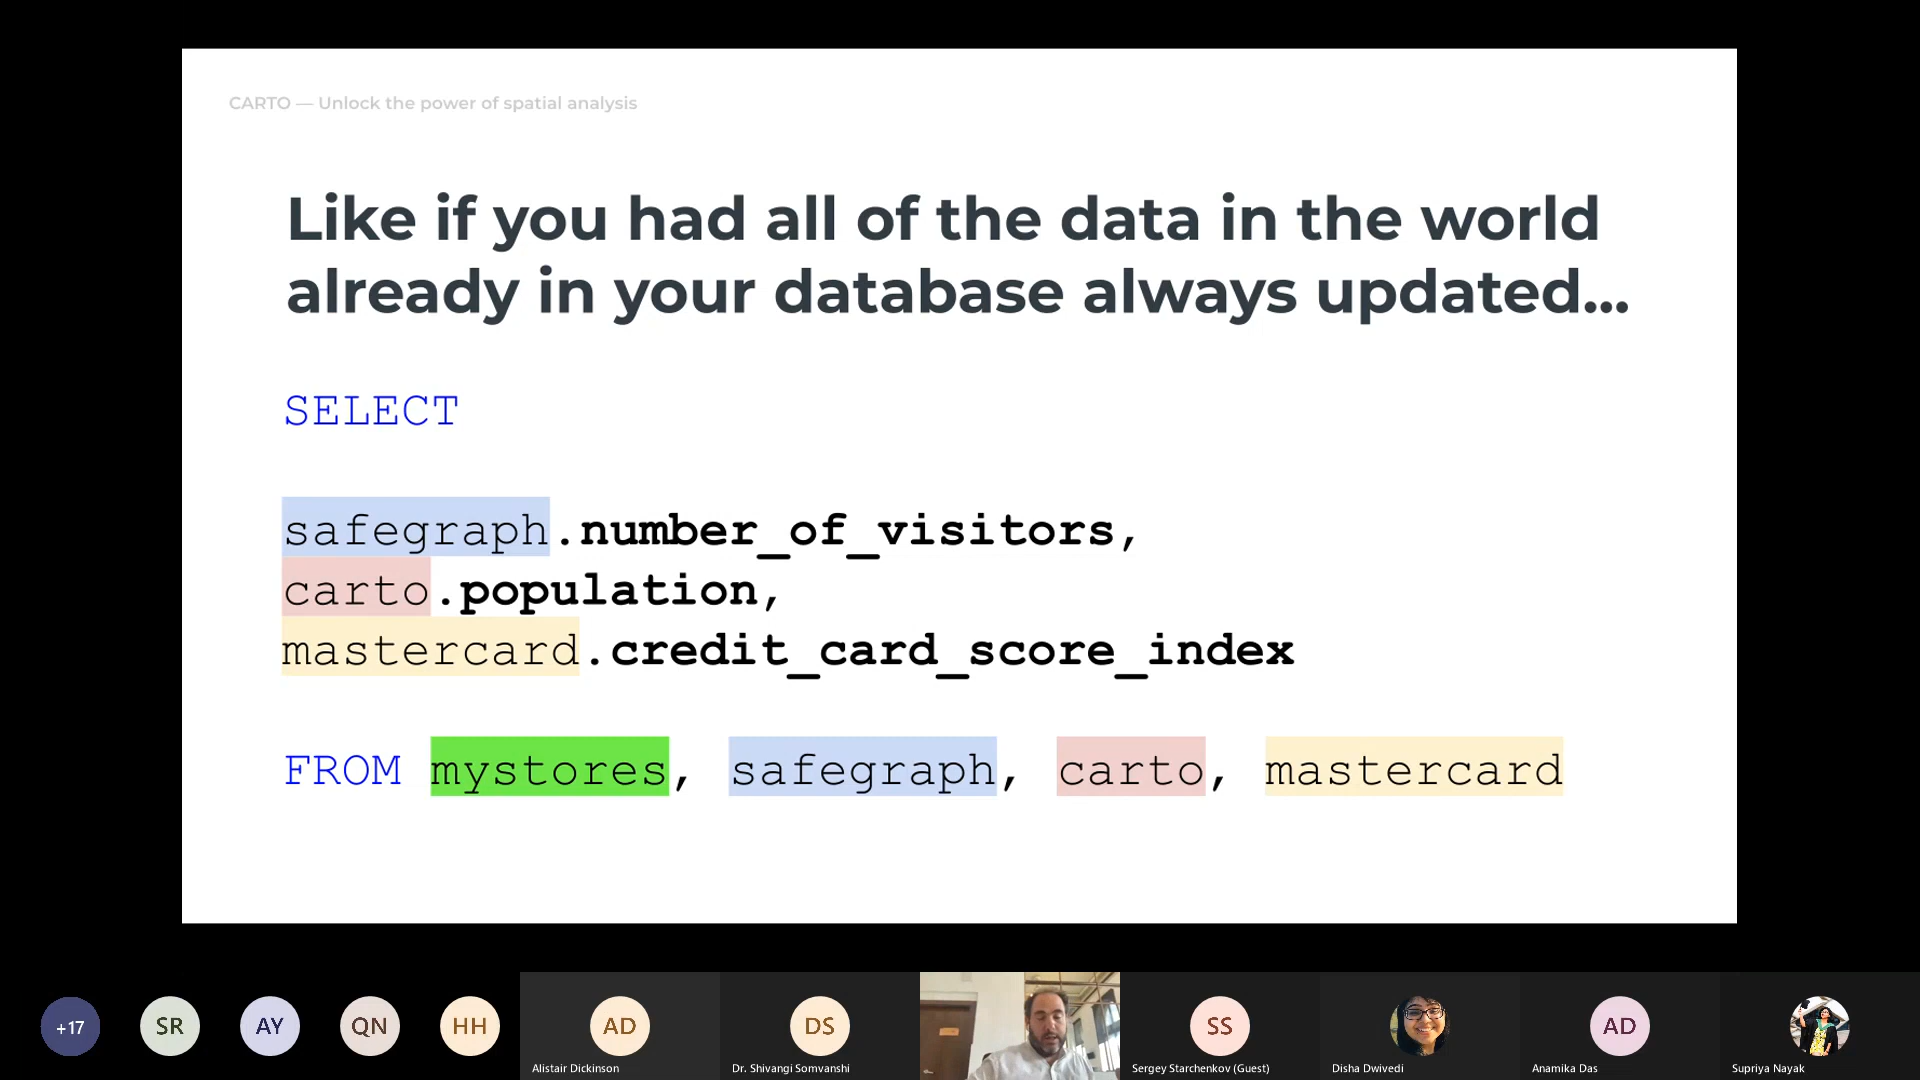 CARTO — Unlock the power of spatial analysis
Like if you had all of the data in the world
already in your database always updated...
SELECT
safegraph.number_of_visitors,
carto.population,
mastercard.credit_card_score_index
FROM mystores, safegraph, carto, mastercard
+17
SR
AY
QN
HH
AD
DS
SS
AD
Alistair Dickinson
Dr. Shivangi Somvanshi
Sergey Starchenkov (Guest)
Disha Dwivedi
Anamika Das
Supriya Nayak